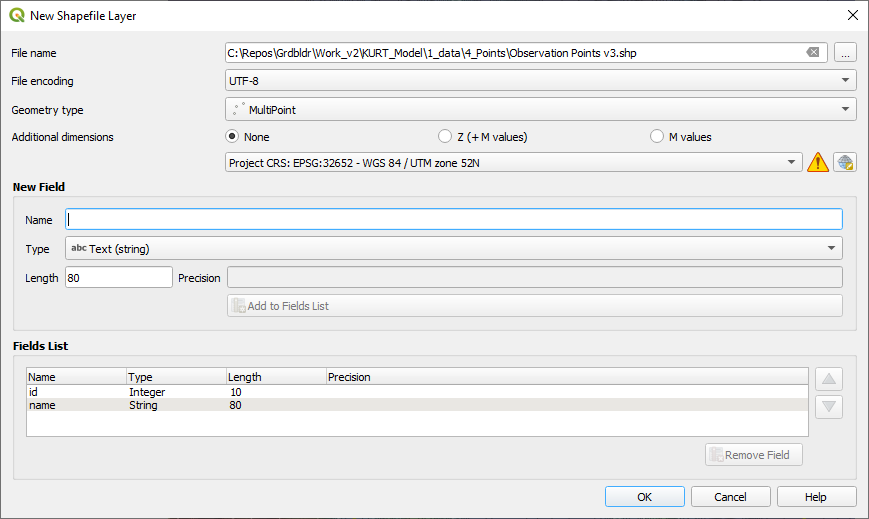 New Shapefile Layer
File name C:\Repos\Grdbldr\Work_v2\KURT_Model\1_data\4_Points\Observation Points v3.shp ...
File encoding UTF-8
Geometry type MultiPoint
Additional dimensions None Z (+ M values) M values
Project CRS: EPSG:32652 - WGS 84 / UTM zone 52N
New Field
Name
Type abc Text (string)
Length 80 Precision
Add to Fields List
Fields List
Name Type Length Precision
id Integer 10
name String 80
Remove Field
OK Cancel Help